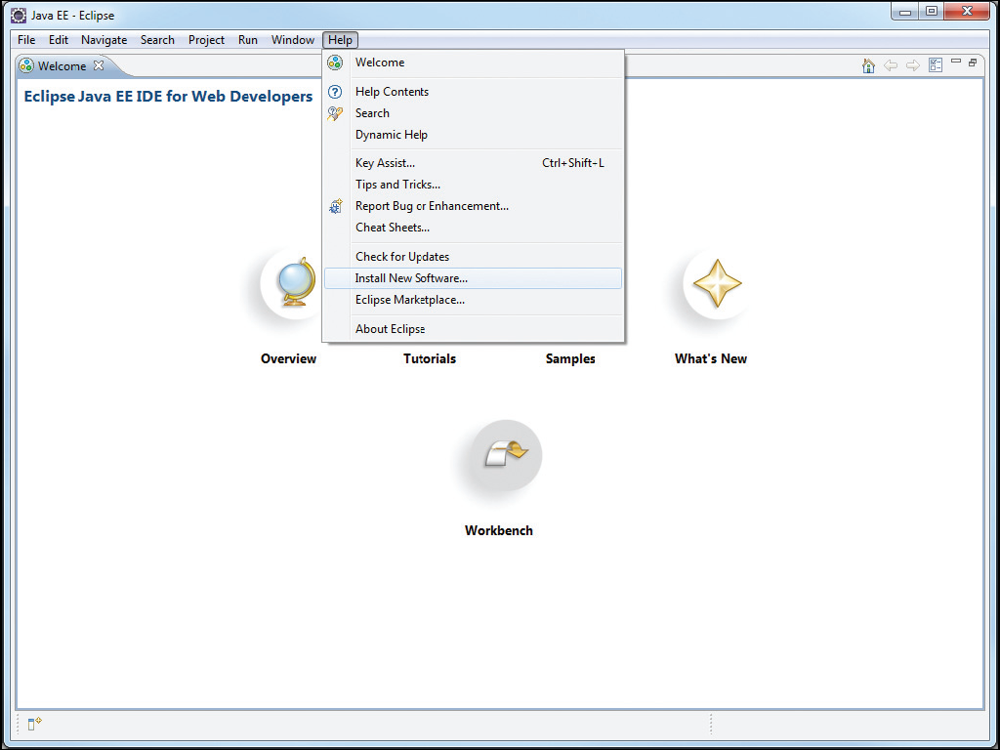 Java EE - Eclipse
File Edit Navigate Search Project Run Window Help
Welcome
Eclipse Java EE IDE for Web Developers
Welcome
Help Contents
Search
Dynamic Help
Key Assist... Ctrl+Shift+L
Tips and Tricks...
Report Bug or Enhancement...
Cheat Sheets...
Check for Updates
Install New Software...
Eclipse Marketplace...
About Eclipse
Overview Tutorials Samples What's New
Workbench